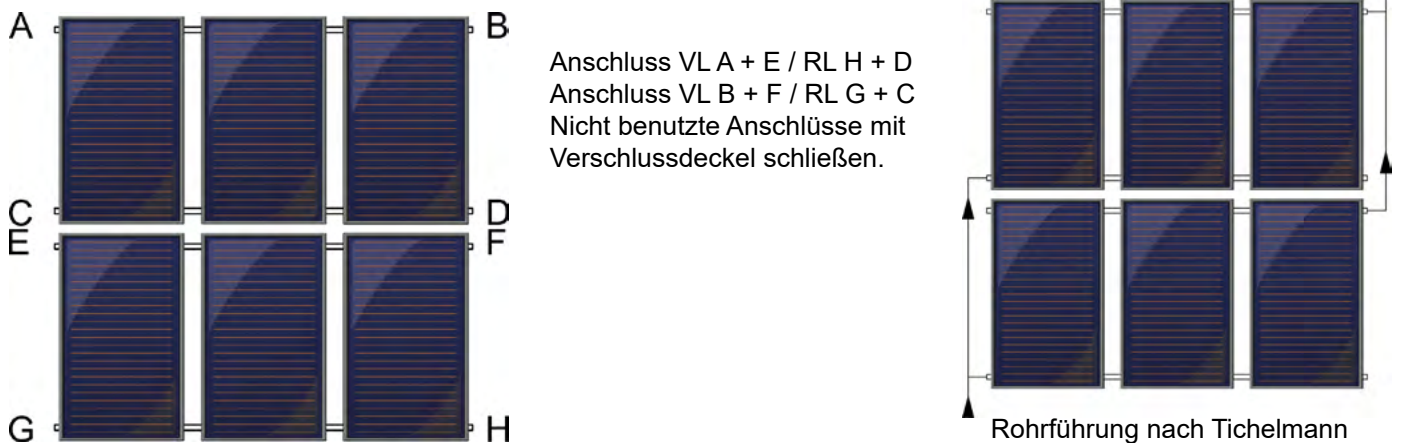 A
B
C
D
E
F
G
H
Anschluss VL A + E / RL H + D
Anschluss VL B + F / RL G + C
Nicht benutzte Anschlüsse mit
Verschlussdeckel schließen.
Rohrführung nach Tichelmann